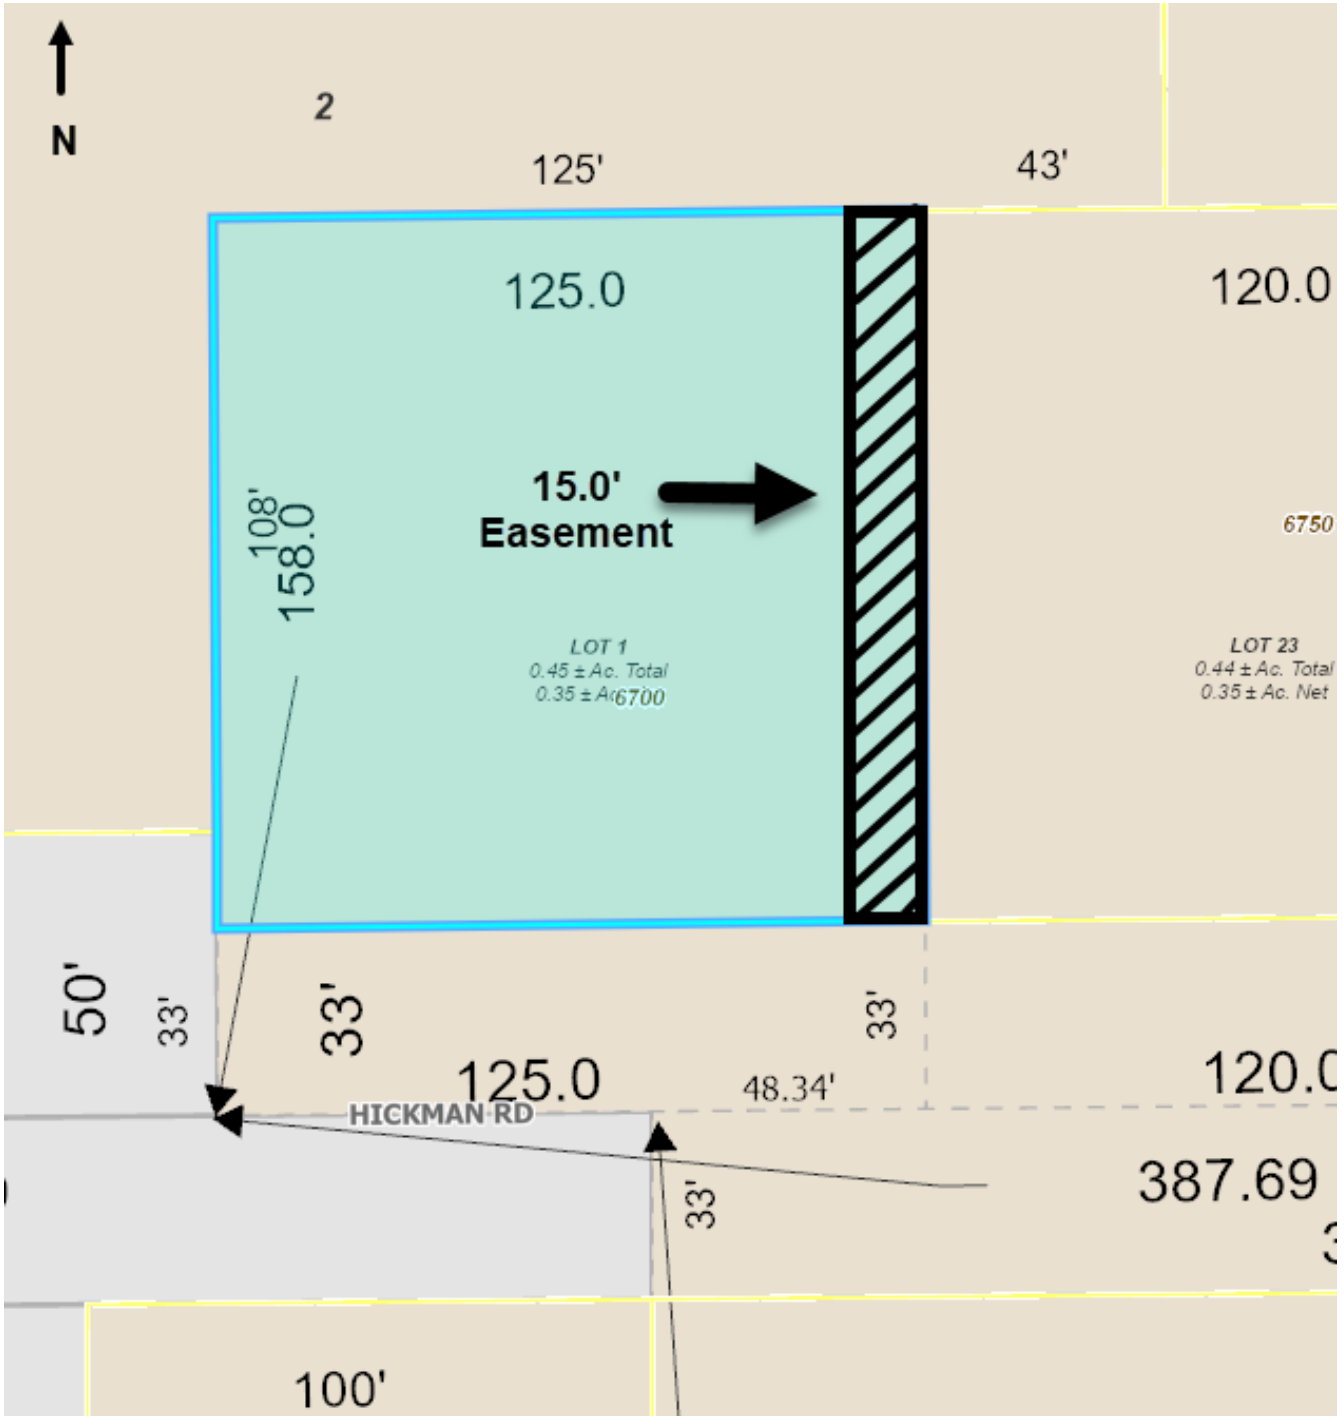 N
2
125'
43'
125.0
120.0
108'
158.0
15.0'
Easement
6750
LOT 1
0.45 ± Ac. Total
0.35 ± Ac
6700
LOT 23
0.44 ± Ac. Total
0.35 ± Ac. Net
50'
33'
33'
33'
125.0
48.34'
120.0
HICKMAN RD
387.69
33'
100'